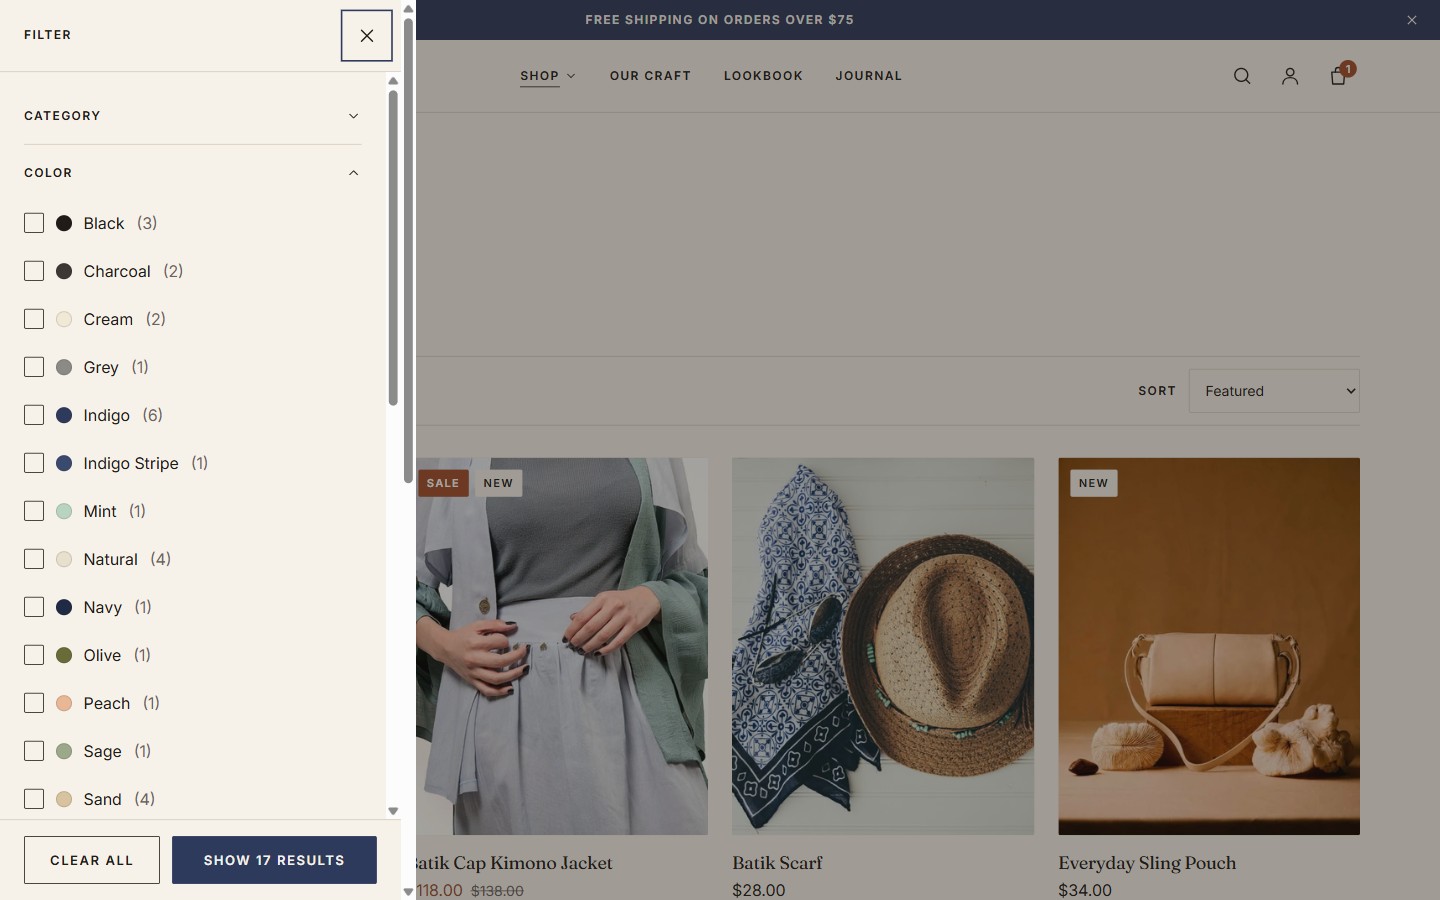 FREE SHIPPING ON ORDERS OVER $75
SHOP
OUR CRAFT
LOOKBOOK
JOURNAL
1
FILTER
CATEGORY
COLOR
Black (3)
Charcoal (2)
Cream (2)
Grey (1)
Indigo (6)
Indigo Stripe (1)
Mint (1)
Natural (4)
Navy (1)
Olive (1)
Peach (1)
Sage (1)
Sand (4)
CLEAR ALL
SHOW 17 RESULTS
SORT
Featured
SALE
NEW
NEW
Batik Cap Kimono Jacket
118.00 $138.00
Batik Scarf
$28.00
Everyday Sling Pouch
$34.00